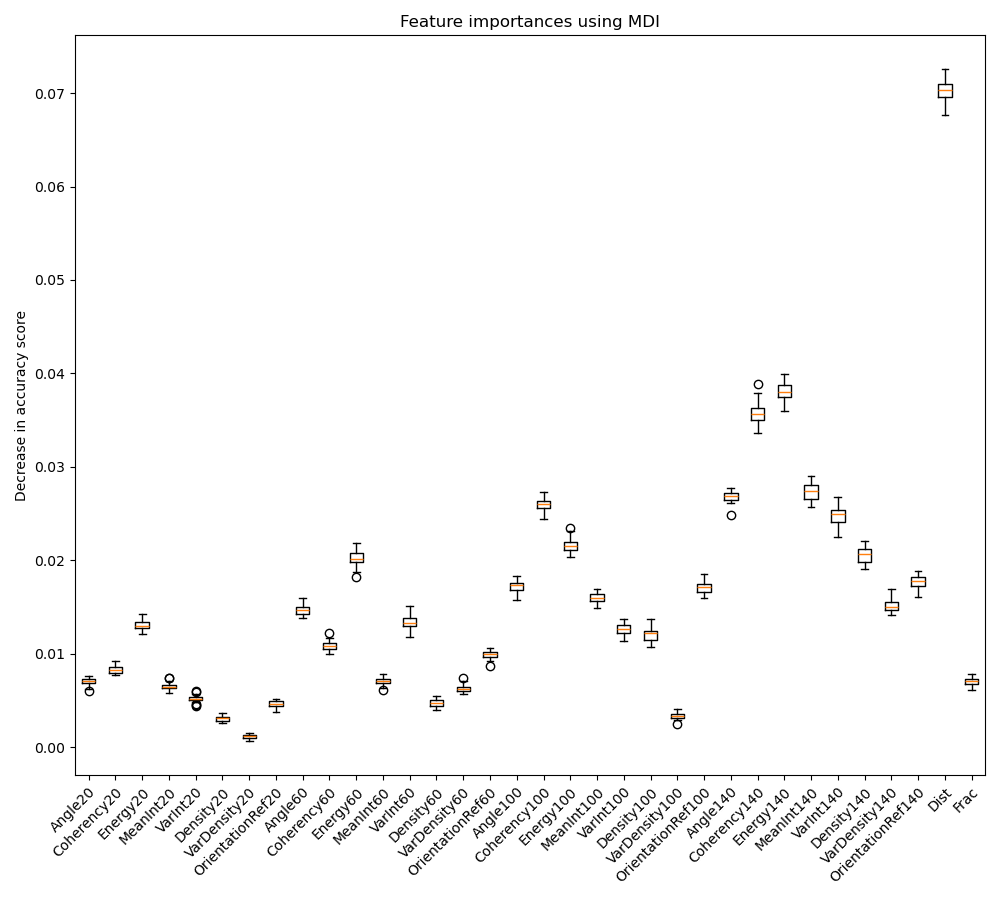 Feature importances using MDI
Decrease in accuracy score
0.07
0.06
0.05
0.04
0.03
0.02
0.01
0.00
Angle20
Coherency20
Energy20
MeanInt20
VarInt20
Density20
VarDensity20
OrientationRef20
Angle60
Coherency60
Energy60
MeanInt60
VarInt60
Density60
VarDensity60
OrientationRef60
Angle100
Coherency100
Energy100
MeanInt100
VarInt100
Density100
VarDensity100
OrientationRef100
Angle140
Coherency140
Energy140
MeanInt140
VarInt140
Density140
VarDensity140
OrientationRef140
Dist
Frac